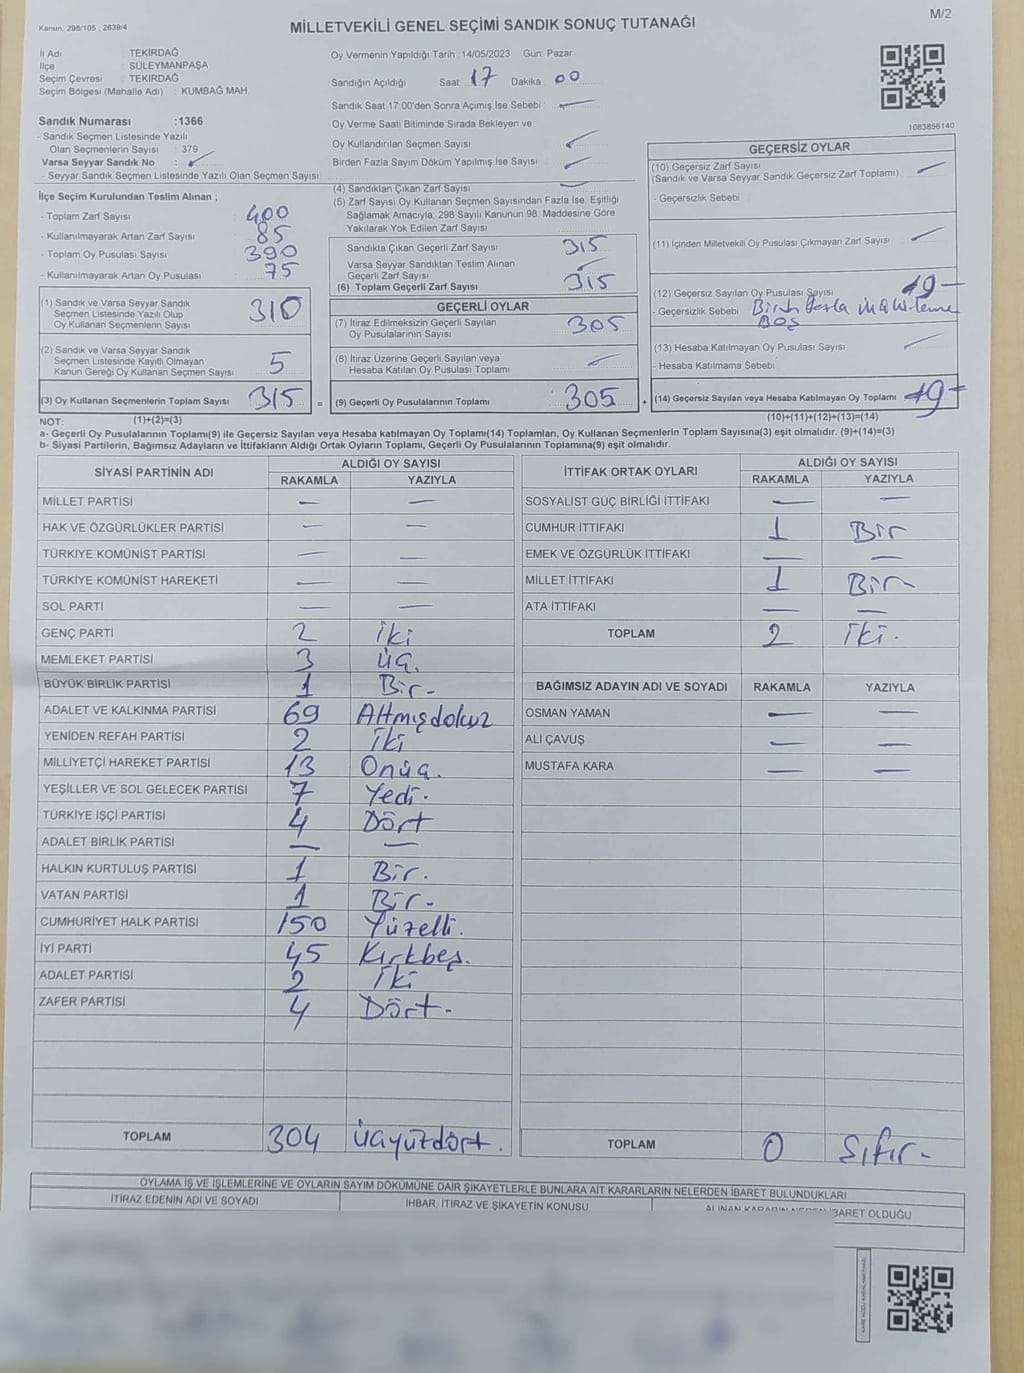 Kanun: 298/105 ; 2839/4
MİLLETVEKİLİ GENEL SEÇİMİ SANDIK SONUÇ TUTANAĞI
M/2
İl Adı : TEKİRDAĞ
İlçe : SÜLEYMANPAŞA
Seçim Çevresi : TEKİRDAĞ
Seçim Bölgesi (Mahalle Adı) : KUMBAĞ MAH.
Oy Vermenin Yapıldığı Tarih : 14/05/2023 Gün: Pazar
Sandığın Açıldığı Saat : 17 Dakika : 00
Sandık Saat 17:00'den Sonra Açımış İse Sebebi : —
Oy Verme Saati Bitiminde Sırada Bekleyen ve
Oy Kullandırılan Seçmen Sayısı :
Birden Fazla Sayım Döküm Yapılmış İse Sayısı :
1083856140
Sandık Numarası :1366
- Sandık Seçmen Listesinde Yazılı
Olan Seçmenlerin Sayısı : 379
Varsa Seyyar Sandık No :
- Seyyar Sandık Seçmen Listesinde Yazılı Olan Seçmen Sayısı :
İlçe Seçim Kurulundan Teslim Alınan ;
- Toplam Zarf Sayısı : 400
- Kullanılmayarak Artan Zarf Sayısı : 85
- Toplam Oy Pusulası Sayısı : 390
- Kullanılmayarak Artan Oy Pusulası : 75
(1) Sandık ve Varsa Seyyar Sandık
Seçmen Listesinde Yazılı Olup
Oy Kullanan Seçmenlerin Sayısı : 310
(2) Sandık ve Varsa Seyyar Sandık
Seçmen Listesinde Kayıtlı Olmayan
Kanun Gereği Oy Kullanan Seçmen Sayısı : 5
(3) Oy Kullanan Seçmenlerin Toplam Sayısı : 315
(4) Sandıktan Çıkan Zarf Sayısı : —
(5) Zarf Sayısı Oy Kullanan Seçmen Sayısından Fazla İse, Eşitliği
Sağlamak Amacıyla; 298 Sayılı Kanunun 98. Maddesine Göre
Yakılarak Yok Edilen Zarf Sayısı :
Sandıkta Çıkan Geçerli Zarf Sayısı : 315
Varsa Seyyar Sandıktan Teslim Alınan
Geçerli Zarf Sayısı :
(6) Toplam Geçerli Zarf Sayısı : 315
GEÇERLİ OYLAR
(7) İtiraz Edilmeksizin Geçerli Sayılan
Oy Pusulalarının Sayısı : 305
(8) İtiraz Üzerine Geçerli Sayılan veya
Hesaba Katılan Oy Pusulası Toplamı :
= (9) Geçerli Oy Pusulalarının Toplamı : 305 +
GEÇERSİZ OYLAR
(10) Geçersiz Zarf Sayısı :
(Sandık ve Varsa Seyyar Sandık Geçersiz Zarf Toplamı)
- Geçersizlik Sebebi :
(11) İçinden Milletvekili Oy Pusulası Çıkmayan Zarf Sayısı : —
(12) Geçersiz Sayılan Oy Pusulası Sayısı :
- Geçersizlik Sebebi : Boş
(13) Hesaba Katılmayan Oy Pusulası Sayısı : —
- Hesaba Katılmama Sebebi :
(14) Geçersiz Sayılan veya Hesaba Katılmayan Oy Toplamı :
NOT: (1)+(2)=(3)
(10)+(11)+(12)+(13)=(14)
a- Geçerli Oy Pusulalarının Toplamı(9) ile Geçersiz Sayılan veya Hesaba katılmayan Oy Toplamı(14) Toplamları, Oy Kullanan Seçmenlerin Toplam Sayısına(3) eşit olmalıdır. (9)+(14)=(3)
b- Siyasi Partilerin, Bağımsız Adayların ve İttifakların Aldığı Ortak Oyların Toplamı, Geçerli Oy Pusulalarının Toplamına(9) eşit olmalıdır.
SİYASİ PARTİNİN ADI ALDIĞI OY SAYISI
RAKAMLA YAZIYLA
MİLLET PARTİSİ — —
HAK VE ÖZGÜRLÜKLER PARTİSİ — —
TÜRKİYE KOMÜNİST PARTİSİ — —
TÜRKİYE KOMÜNİST HAREKETİ — —
SOL PARTİ — —
GENÇ PARTİ 2 İki
MEMLEKET PARTİSİ 3 Üç.
BÜYÜK BİRLİK PARTİSİ 1 Bir-
ADALET VE KALKINMA PARTİSİ 69 Altmışdokuz
YENİDEN REFAH PARTİSİ 2 İki
MİLLİYETÇİ HAREKET PARTİSİ 13 Onüç.
YEŞİLLER VE SOL GELECEK PARTİSİ 7 Yedi.
TÜRKİYE İŞÇİ PARTİSİ 4 Dört
ADALET BİRLİK PARTİSİ — —
HALKIN KURTULUŞ PARTİSİ 1 Bir.
VATAN PARTİSİ 1 Bir-
CUMHURİYET HALK PARTİSİ 150 Yüzelli.
İYİ PARTİ 45 Kırkbeş.
ADALET PARTİSİ 2 İki
ZAFER PARTİSİ 4 Dört-
TOPLAM 304 Üçyüzdört.
İTTİFAK ORTAK OYLARI ALDIĞI OY SAYISI
RAKAMLA YAZIYLA
SOSYALİST GÜÇ BİRLİĞİ İTTİFAKI — —
CUMHUR İTTİFAKI 1 Bir
EMEK VE ÖZGÜRLÜK İTTİFAKI — —
MİLLET İTTİFAKI 1 Bir-
ATA İTTİFAKI — —
TOPLAM 2 İki.
BAĞIMSIZ ADAYIN ADI VE SOYADI RAKAMLA YAZIYLA
OSMAN YAMAN — —
ALİ ÇAVUŞ — —
MUSTAFA KARA — —
TOPLAM 0 Sıfır-
OYLAMA İŞ VE İŞLEMLERİNE VE OYLARIN SAYIM DÖKÜMÜNE DAİR ŞİKAYETLERLE BUNLARA AİT KARARLARIN NELERDEN İBARET BULUNDUKLARI
İTİRAZ EDENİN ADI VE SOYADI İHBAR, İTİRAZ VE ŞİKAYETİN KONUSU ALINAN KARARIN NEDEN İBARET OLDUĞU